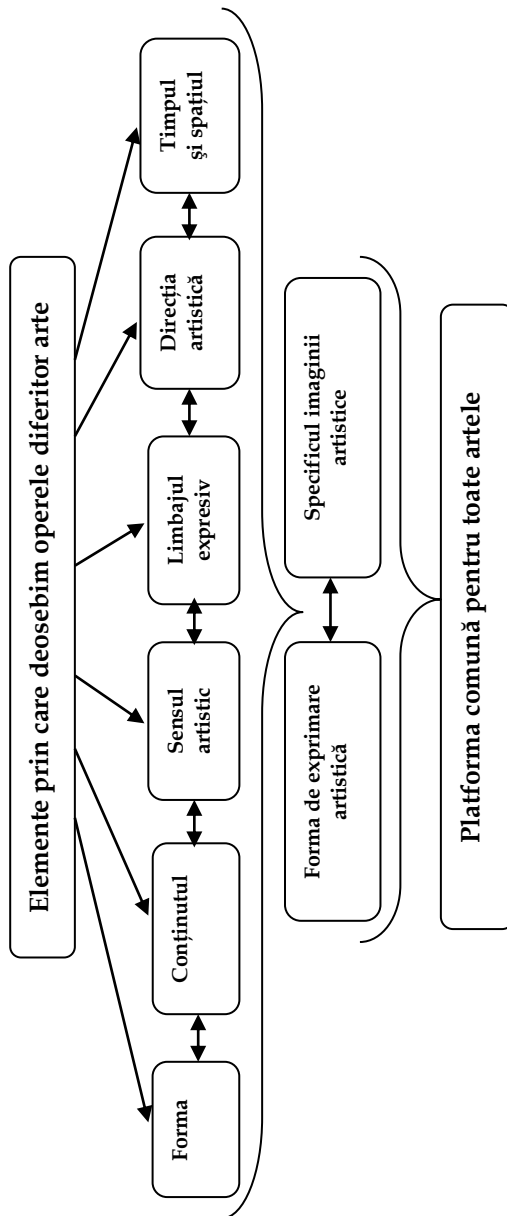 Elemente prin care deosebim operele diferitor arte
Forma
Conținutul
Sensul
artistic
Limbajul
expresiv
Direcția
artistică
Timpul
și spațiul
Forma de exprimare
artistică
Specificul imaginii
artistice
Platforma comună pentru toate artele